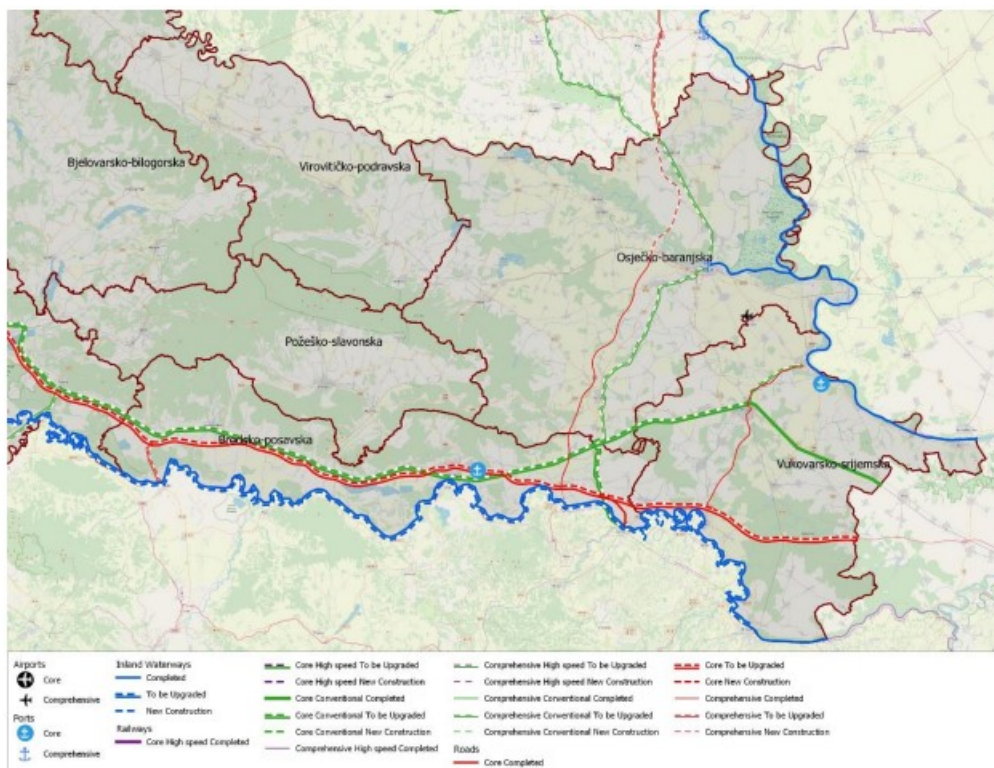 Bjelovarsko-bilogorska
Virovitičko-podravska
Osječko-baranjska
Požeško-slavonska
Brodsko-posavska
Vukovarsko-srijemska
Airports
Core
Comprehensive
Ports
Core
Comprehensive
Inland Waterways
Completed
To be Upgraded
New Construction
Railways
Core High speed Completed
Core High speed To be Upgraded
Core High speed New Construction
Core Conventional Completed
Core Conventional To be Upgraded
Core Conventional New Construction
Comprehensive High speed Completed
Comprehensive High speed To be Upgraded
Comprehensive High speed New Construction
Comprehensive Conventional Completed
Comprehensive Conventional To be Upgraded
Comprehensive Conventional New Construction
Roads
Core Completed
Core To be Upgraded
Core New Construction
Comprehensive Completed
Comprehensive To be Upgraded
Comprehensive New Construction